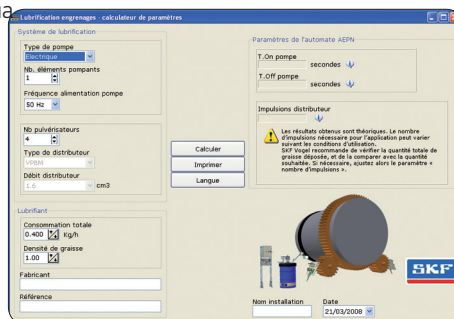 ua
Lubrification engrenages - calculateur de paramètres
Système de lubrification
Type de pompe
Electrique
Nb. éléments pompants
1
Fréquence alimentation pompe
50 Hz
Nb pulvérisateurs
4
Type de distributeur
VPBM
Débit distributeur
1.6 cm3
Lubrifiant
Consommation totale
0.400 Kg/h
Densité de graisse
1.00
Fabricant
Référence
Calculer
Imprimer
Langue
Paramètres de l'automate AEPN
T.On pompe
secondes
T.Off pompe
secondes
Impulsions distributeur
Les résultats obtenus sont théoriques. Le nombre
d'impulsions nécessaire pour l'application peut varier
suivant les conditions d'utilisation.
SKF Vogel recommande de vérifier la quantité totale de
graisse déposée, et de la comparer avec la quantité
souhaitée. Si nécessaire, ajustez alors le paramètre «
nombre d'impulsions ».
SKF
Nom installation
Date
21/03/2008